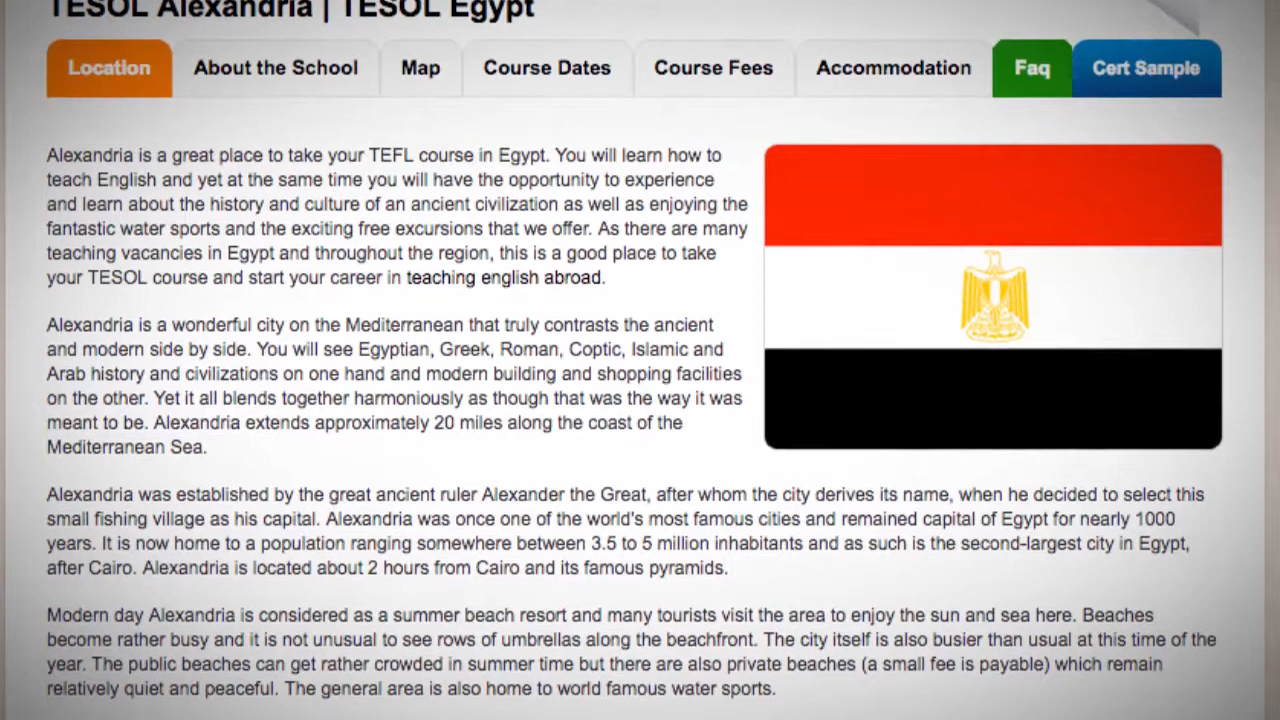 TESOL Alexandria | TESOL Egypt
Location
About the School
Map
Course Dates
Course Fees
Accommodation
Faq
Cert Sample
Alexandria is a great place to take your TEFL course in Egypt. You will learn how to
teach English and yet at the same time you will have the opportunity to experience
and learn about the history and culture of an ancient civilization as well as enjoying the
fantastic water sports and the exciting free excursions that we offer. As there are many
teaching vacancies in Egypt and throughout the region, this is a good place to take
your TESOL course and start your career in teaching english abroad.
Alexandria is a wonderful city on the Mediterranean that truly contrasts the ancient
and modern side by side. You will see Egyptian, Greek, Roman, Coptic, Islamic and
Arab history and civilizations on one hand and modern building and shopping facilities
on the other. Yet it all blends together harmoniously as though that was the way it was
meant to be. Alexandria extends approximately 20 miles along the coast of the
Mediterranean Sea.
Alexandria was established by the great ancient ruler Alexander the Great, after whom the city derives its name, when he decided to select this
small fishing village as his capital. Alexandria was once one of the world's most famous cities and remained capital of Egypt for nearly 1000
years. It is now home to a population ranging somewhere between 3.5 to 5 million inhabitants and as such is the second-largest city in Egypt,
after Cairo. Alexandria is located about 2 hours from Cairo and its famous pyramids.
Modern day Alexandria is considered as a summer beach resort and many tourists visit the area to enjoy the sun and sea here. Beaches
become rather busy and it is not unusual to see rows of umbrellas along the beachfront. The city itself is also busier than usual at this time of the
year. The public beaches can get rather crowded in summer time but there are also private beaches (a small fee is payable) which remain
relatively quiet and peaceful. The general area is also home to world famous water sports.